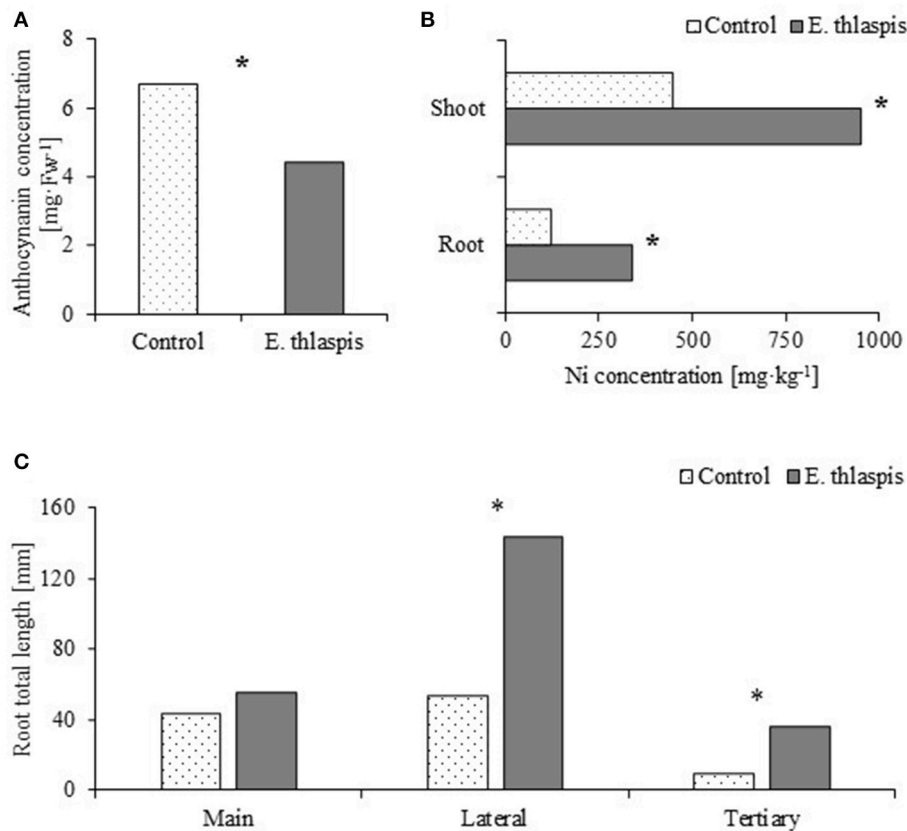 A
Anthocynanin concentration
[mg·Fw-1]
8
6
4
2
0
Control
E. thlaspis
*
B
Control
E. thlaspis
Shoot
Root
*
*
0
250
500
750
1000
Ni concentration [mg·kg-1]
C
Control
E. thlaspis
Root total length [mm]
160
120
80
40
0
*
*
Main
Lateral
Tertiary